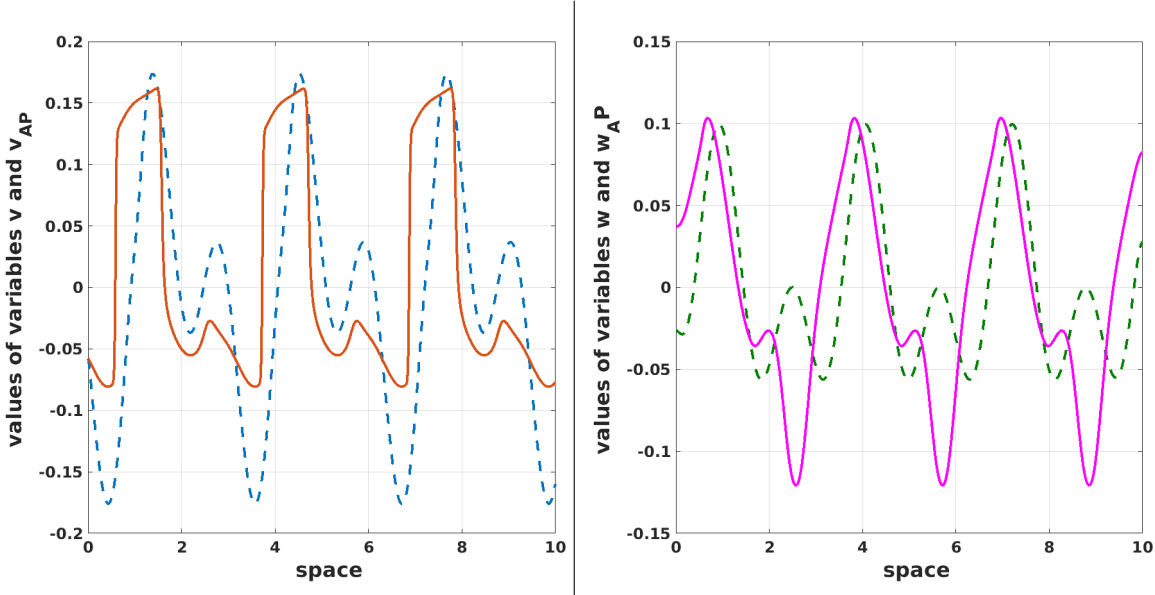 values of variables v and v_AP
0.2
0.15
0.1
0.05
0
-0.05
-0.1
-0.15
-0.2
0 2 4 6 8 10
space
values of variables w and w_AP
0.15
0.1
0.05
0
-0.05
-0.1
-0.15
0 2 4 6 8 10
space